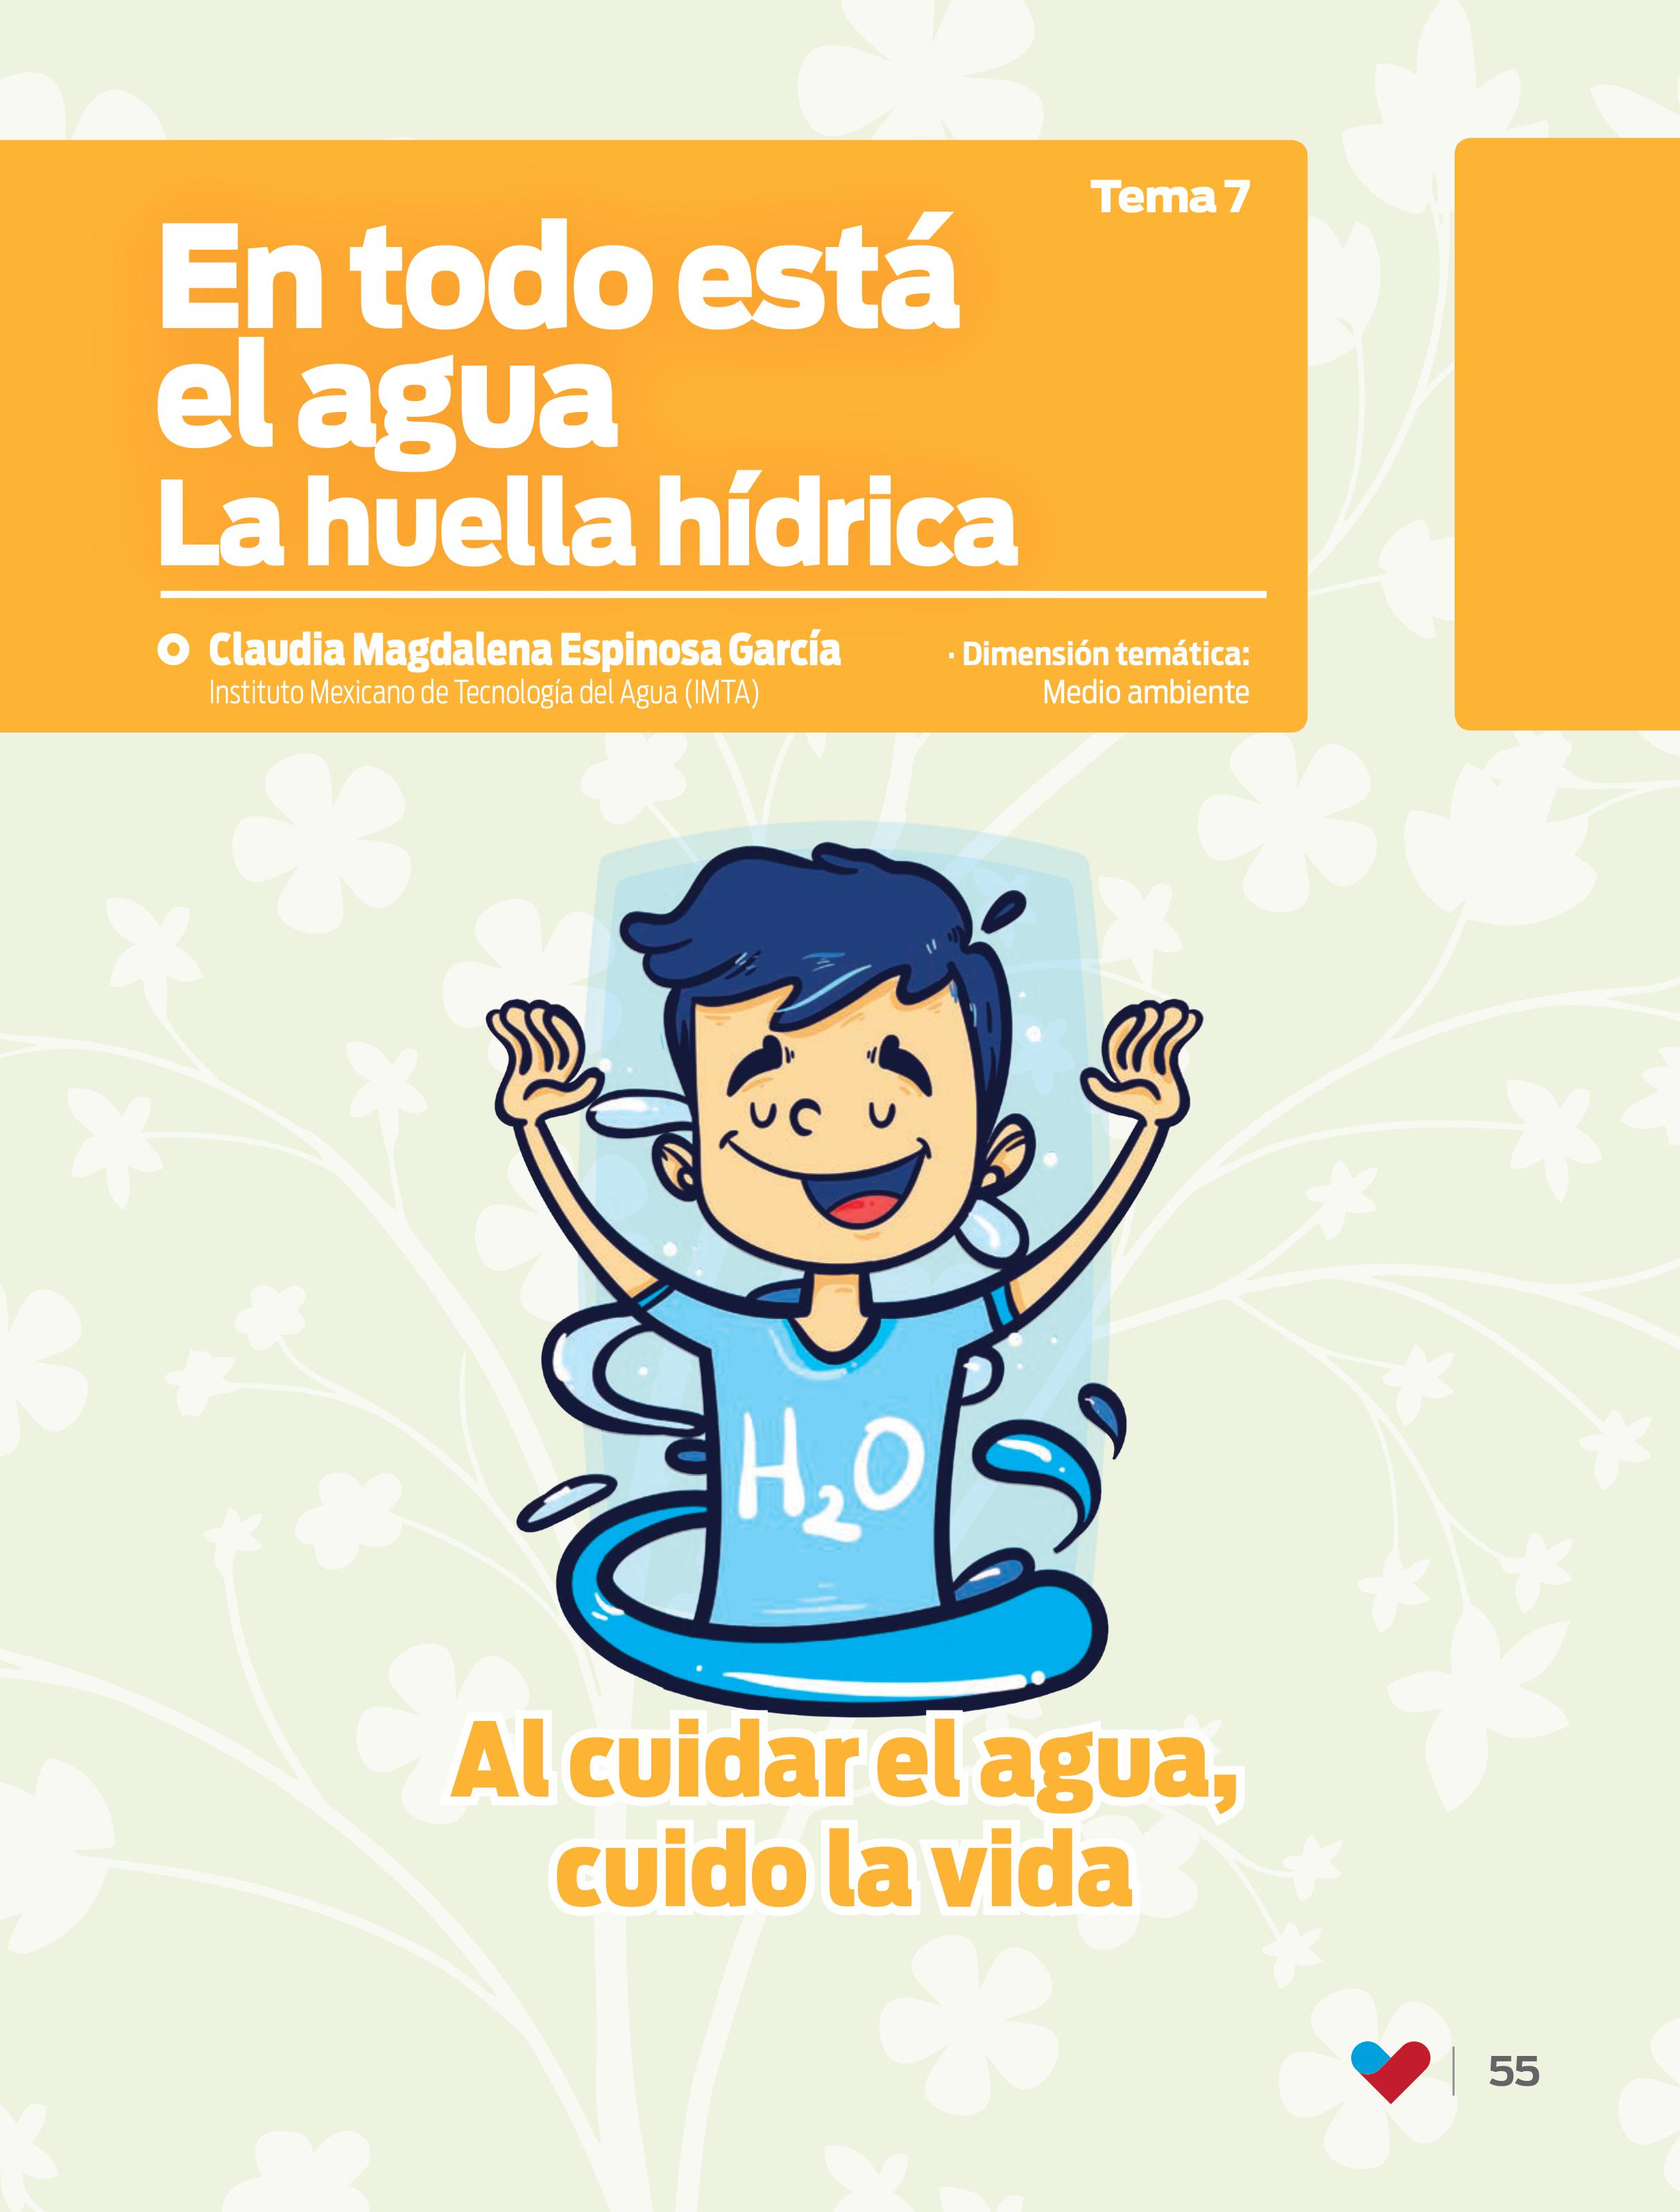 Tema 7
En todo está
el agua
La huella hídrica
Claudia Magdalena Espinosa García
Instituto Mexicano de Tecnología del Agua (IMTA)
· Dimensión temática:
Medio ambiente
H₂O
Al cuidar el agua,
cuido la vida
55